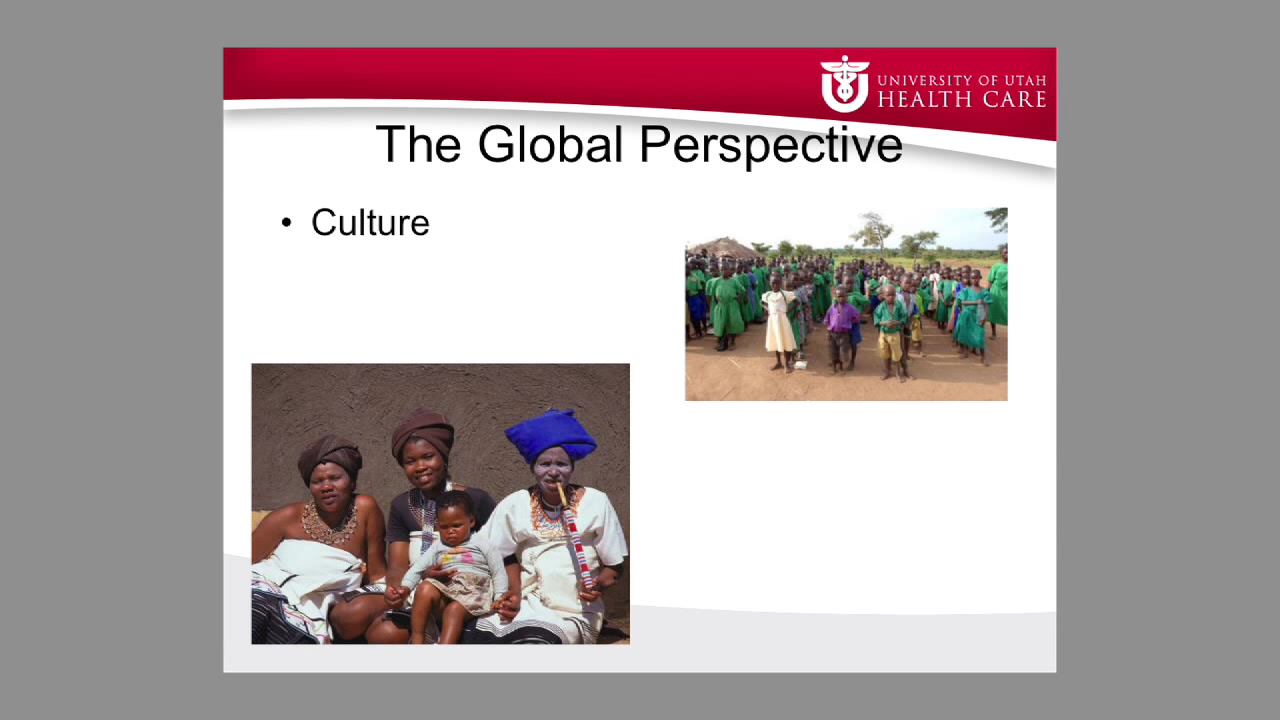 UNIVERSITY OF UTAH
HEALTH CARE
The Global Perspective
• Culture